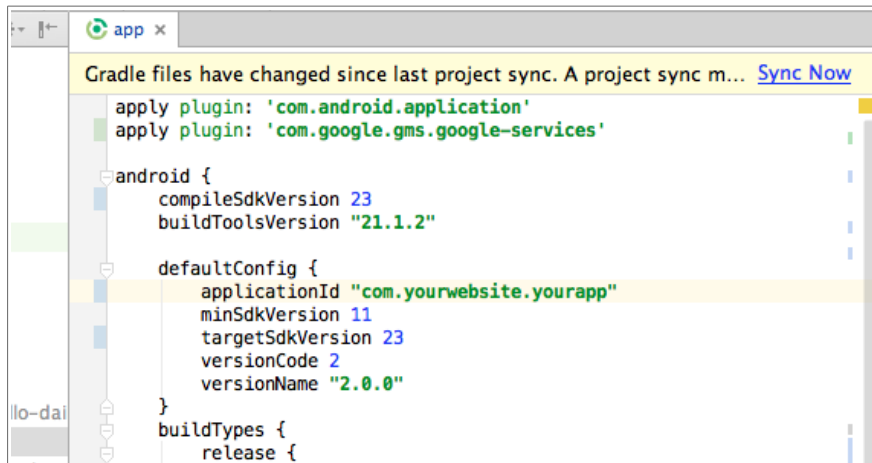 app
Gradle files have changed since last project sync. A project sync m... Sync Now
apply plugin: 'com.android.application'
apply plugin: 'com.google.gms.google-services'
android {
compileSdkVersion 23
buildToolsVersion "21.1.2"
defaultConfig {
applicationId "com.yourwebsite.yourapp"
minSdkVersion 11
targetSdkVersion 23
versionCode 2
versionName "2.0.0"
}
llo-dai
buildTypes {
release {